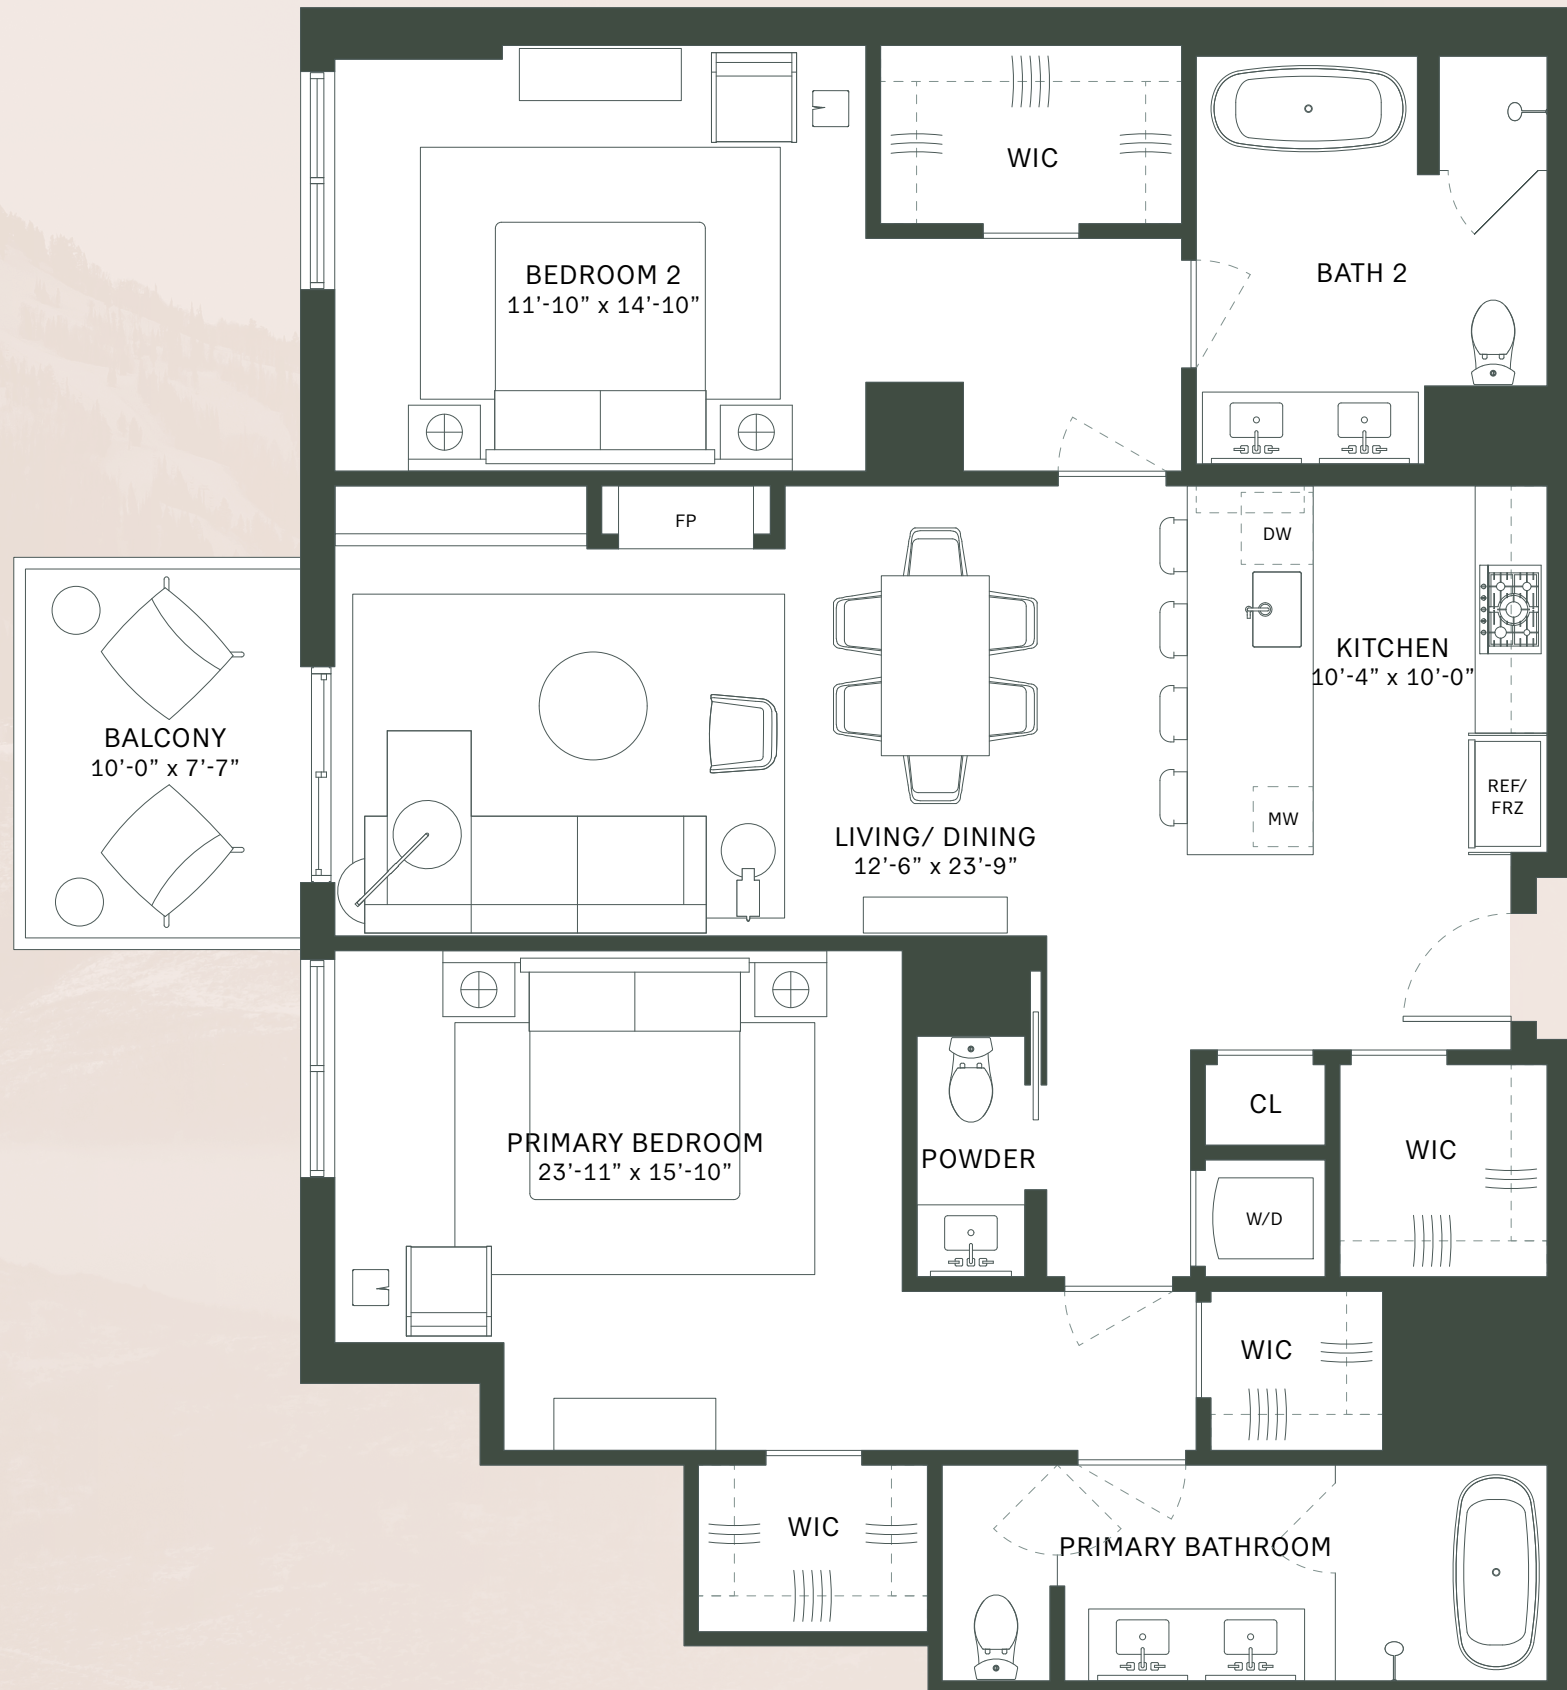 WIC
BEDROOM 2
11’-10” x 14’-10”
BATH 2
FP
DW
KITCHEN
10’-4” x 10’-0”
BALCONY
10’-0” x 7’-7”
REF/
FRZ
MW
LIVING/ DINING
12’-6” x 23’-9”
CL
PRIMARY BEDROOM
23’-11” x 15’-10”
POWDER
WIC
W/D
WIC
WIC
PRIMARY BATHROOM